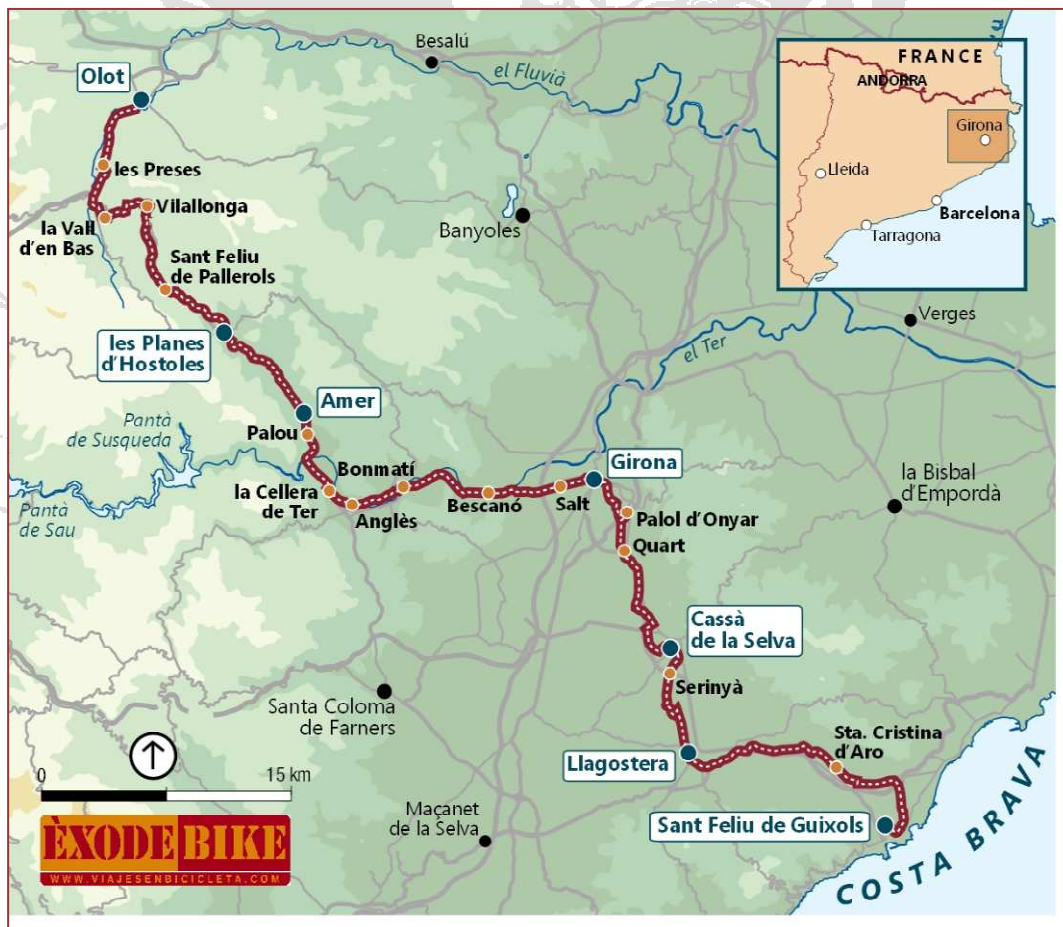 Besalú
el Fluvià
FRANCE
ANDORRA
Girona
Lleida
Barcelona
Tarragona
Olot
les Preses
Vilallonga
la Vall
d'en Bas
Banyoles
Sant Feliu
de Pallerols
les Planes
d'Hostoles
Verges
el Ter
Amer
Pantà
de Susqueda
Palou
Bonmatí
Girona
la Bisbal
d'Empordà
la Cellera
de Ter
Pantà
de Sau
Anglès
Bescanó
Salt
Palol d'Onyar
Quart
Cassà
de la Selva
Serinyà
Santa Coloma
de Farners
Sta. Cristina
d'Aro
Llagostera
0
15 km
Maçanet
de la Selva
Sant Feliu de Guixols
COSTA BRAVA
ÈXODE BIKE
WWW.VIAJESENBICICLETA.COM